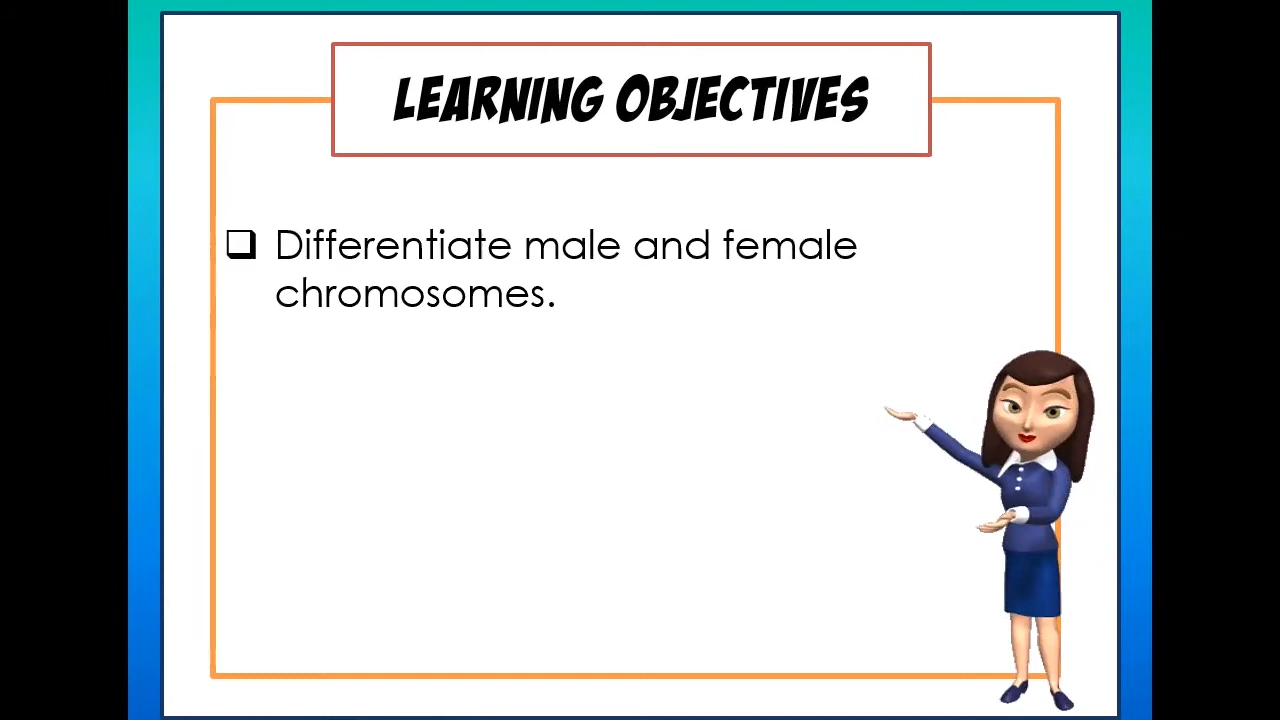 LEARNING OBJECTIVES
❑ Differentiate male and female
chromosomes.